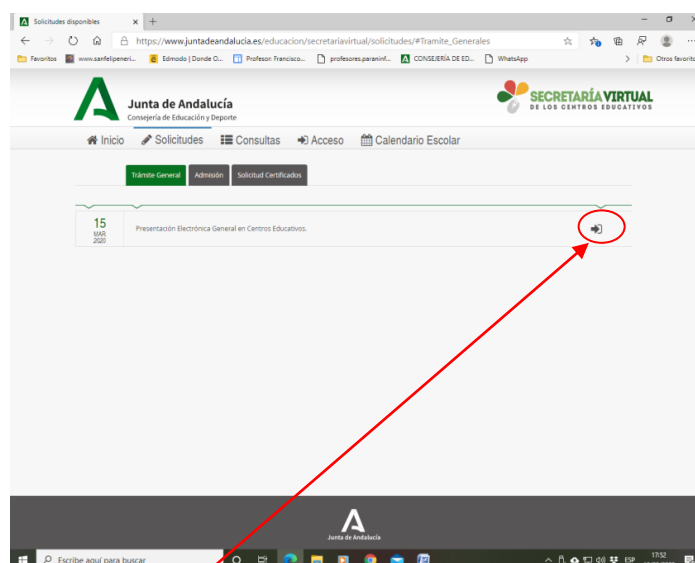 Solicitudes disponibles
https://www.juntadeandalucia.es/educacion/secretariavirtual/solicitudes/#Tramite_Generales
Favoritos www.sanfelipeneri... Edmodo | Donde O... Profesor: Francisco... profesores.paraninf... CONSEJERÍA DE ED... WhatsApp Otros favorito
Junta de Andalucía
Consejería de Educación y Deporte
SECRETARÍA VIRTUAL
DE LOS CENTROS EDUCATIVOS
Inicio Solicitudes Consultas Acceso Calendario Escolar
Trámite General Admisión Solicitud Certificados
15
MAR
2020
Presentación Electrónica General en Centros Educativos.
Junta de Andalucía
Escribe aquí para buscar
ESP
17:52